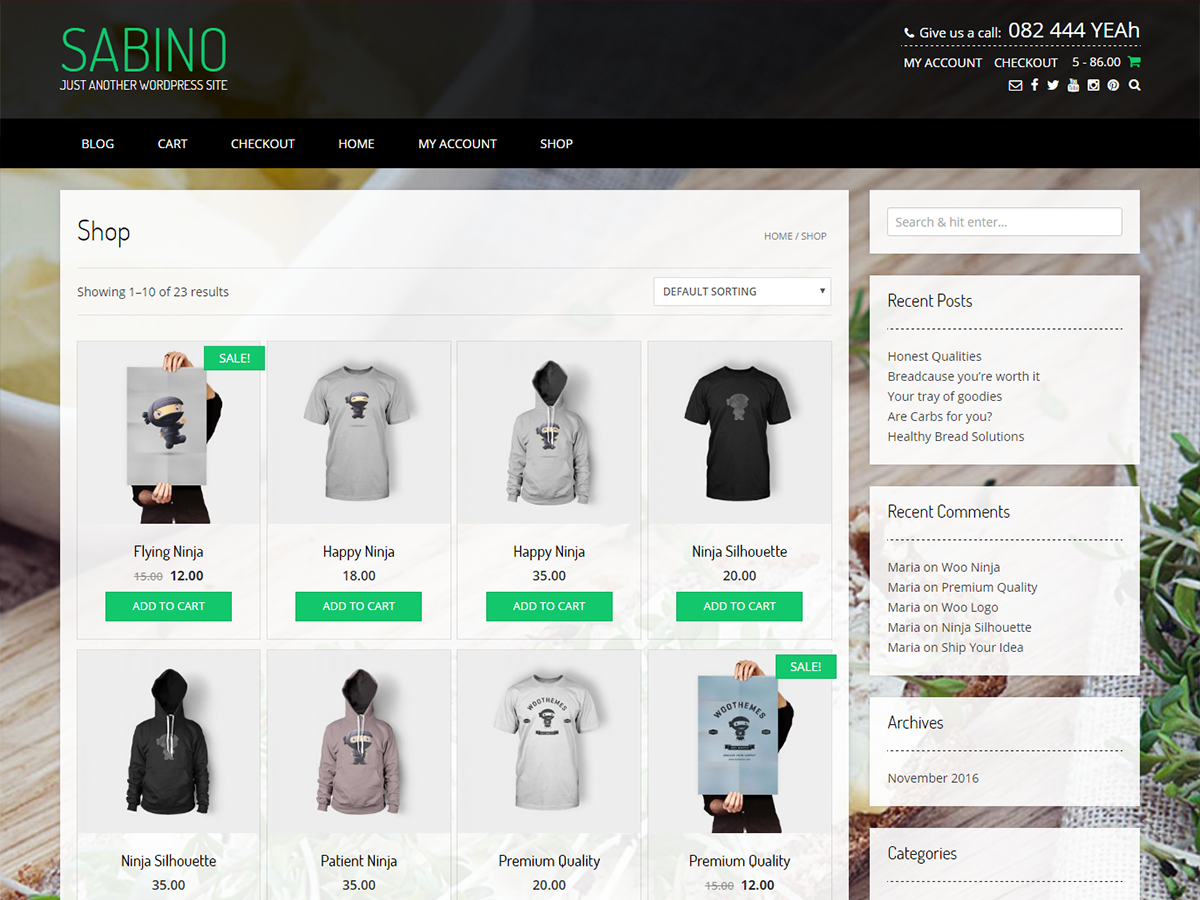 SABINO
JUST ANOTHER WORDPRESS SITE
Give us a call: 082 444 YEAh
MY ACCOUNT CHECKOUT 5 - 86.00
BLOG CART CHECKOUT HOME MY ACCOUNT SHOP
Shop
HOME / SHOP
Showing 1–10 of 23 results
DEFAULT SORTING
SALE!
Flying Ninja
15.00 12.00
ADD TO CART
Happy Ninja
18.00
ADD TO CART
Happy Ninja
35.00
ADD TO CART
Ninja Silhouette
20.00
ADD TO CART
Ninja Silhouette
35.00
Patient Ninja
35.00
WOOTHEMES
Premium Quality
20.00
SALE!
WOOTHEMES
Premium Quality
15.00 12.00
Search & hit enter...
Recent Posts
Honest Qualities
Breadcause you’re worth it
Your tray of goodies
Are Carbs for you?
Healthy Bread Solutions
Recent Comments
Maria on Woo Ninja
Maria on Premium Quality
Maria on Woo Logo
Maria on Ninja Silhouette
Maria on Ship Your Idea
Archives
November 2016
Categories